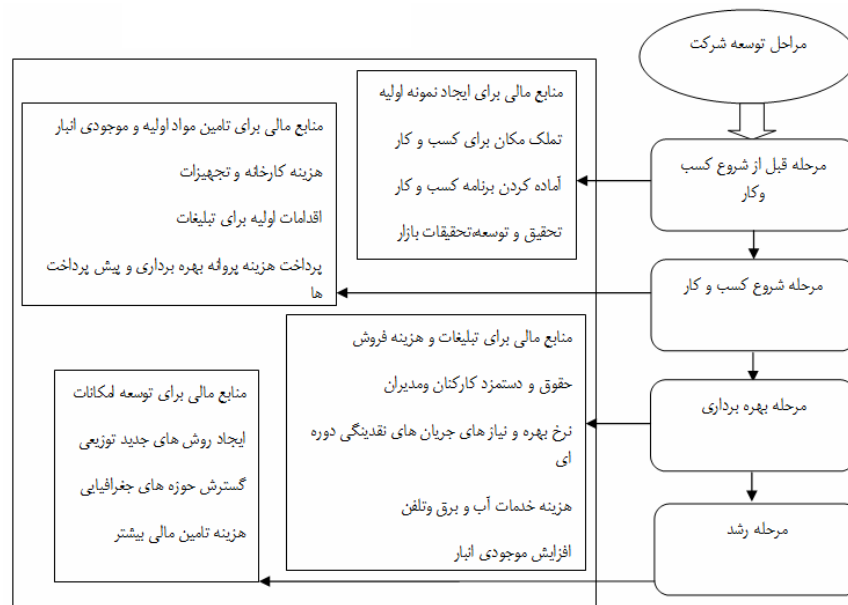 مراحل توسعه شرکت
مرحله قبل از شروع کسب
وکار
منابع مالی برای ایجاد نمونه اولیه
تملک مکان برای کسب و کار
آماده کردن برنامه کسب و کار
تحقیق و توسعه،تحقیقات بازار
مرحله شروع کسب و کار
منابع مالی برای تامین مواد اولیه و موجودی انبار
هزینه کارخانه و تجهیزات
اقدامات اولیه برای تبلیغات
پرداخت هزینه پروانه بهره برداری و پیش پرداخت
ها
مرحله بهره برداری
منابع مالی برای تبلیغات و هزینه فروش
حقوق و دستمزد کارکنان ومدیران
نرخ بهره و نیاز های جریان های نقدینگی دوره
ای
هزینه خدمات آب و برق وتلفن
افزایش موجودی انبار
مرحله رشد
منابع مالی برای توسعه امکانات
ایجاد روش های جدید توزیعی
گسترش حوزه های جغرافیایی
هزینه تامین مالی بیشتر